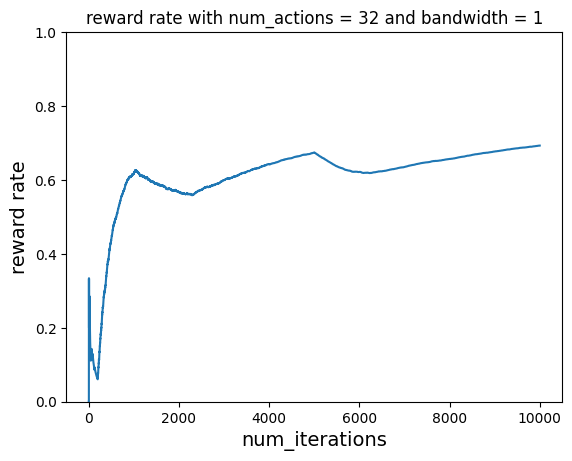 reward rate with num_actions = 32 and bandwidth = 1
1.0
0.8
0.6
0.4
0.2
0.0
reward rate
0 2000 4000 6000 8000 10000
num_iterations